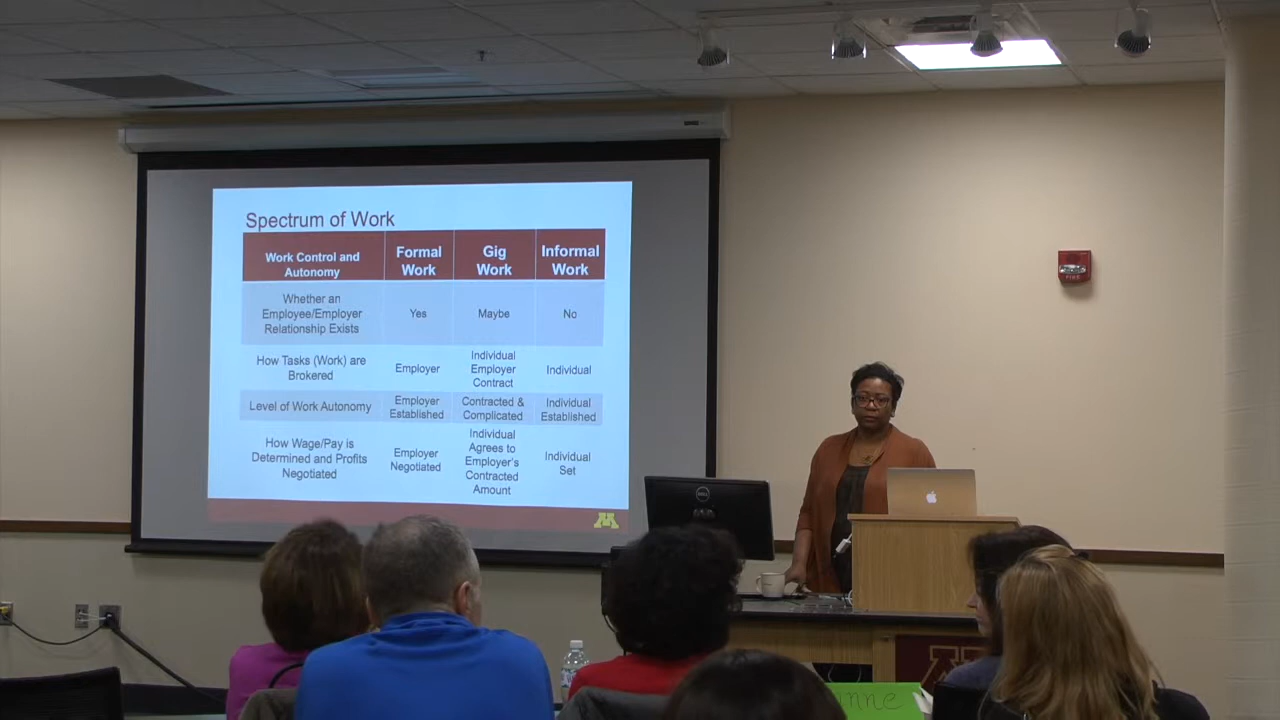 Spectrum of Work
Work Control and Autonomy
Formal Work
Gig Work
Informal Work
Whether an Employee/Employer Relationship Exists
Yes
Maybe
No
How Tasks (Work) are Brokered
Employer
Individual Employer Contract
Individual
Level of Work Autonomy
Employer Established
Contracted & Complicated
Individual Established
How Wage/Pay is Determined and Profits Negotiated
Employer Negotiated
Individual Agrees to Employer's Contracted Amount
Individual Set
M
DELL
FIRE
M